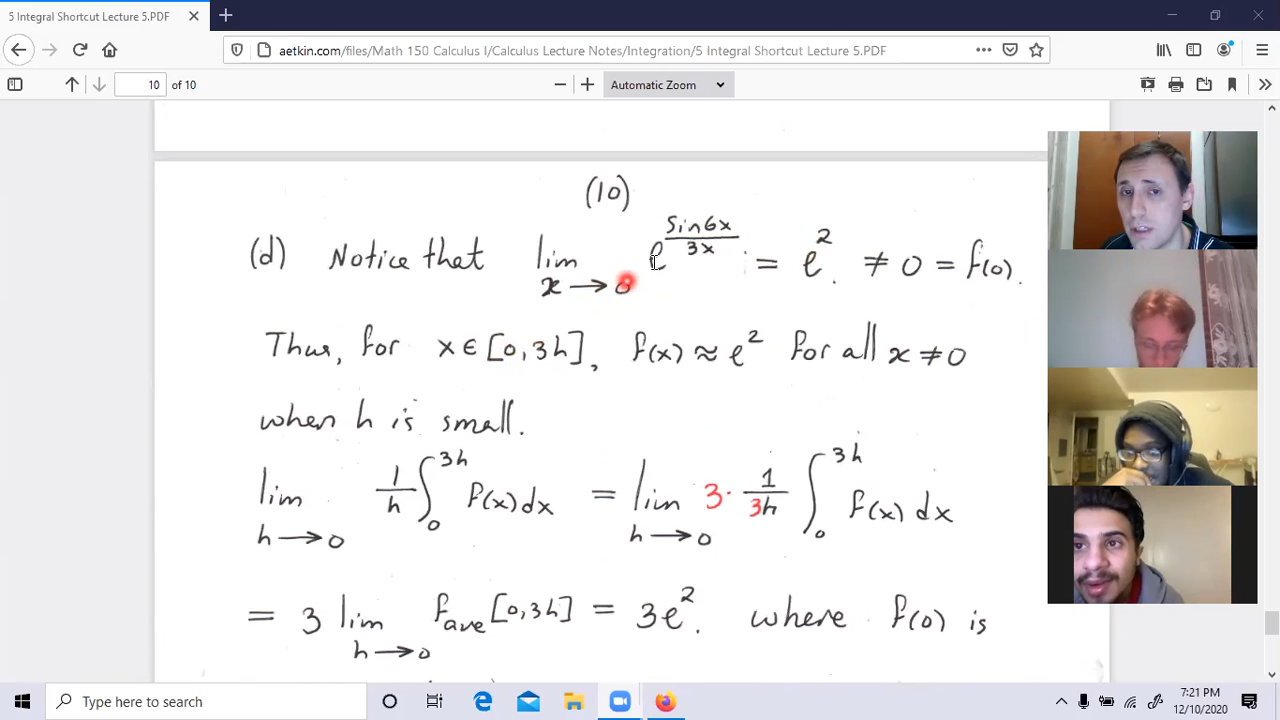 5 Integral Shortcut Lecture 5.PDF
aetkin.com/files/Math 150 Calculus I/Calculus Lecture Notes/Integration/5 Integral Shortcut Lecture 5.PDF
10 of 10 Automatic Zoom
(10)
(d) Notice that lim x → 0 e^(sin6x / 3x) = e^2. ≠ 0 = f(0).
Thus, for x ∈ [0, 3h], f(x) ≈ e^2 for all x ≠ 0
when h is small.
lim h → 0 1/h ∫_0^3h f(x) dx = lim h → 0 3 · 1/3h ∫_0^3h f(x) dx
= 3 lim h → 0 f_ave [0, 3h] = 3e^2. where f(0) is
Type here to search
7:21 PM
12/10/2020